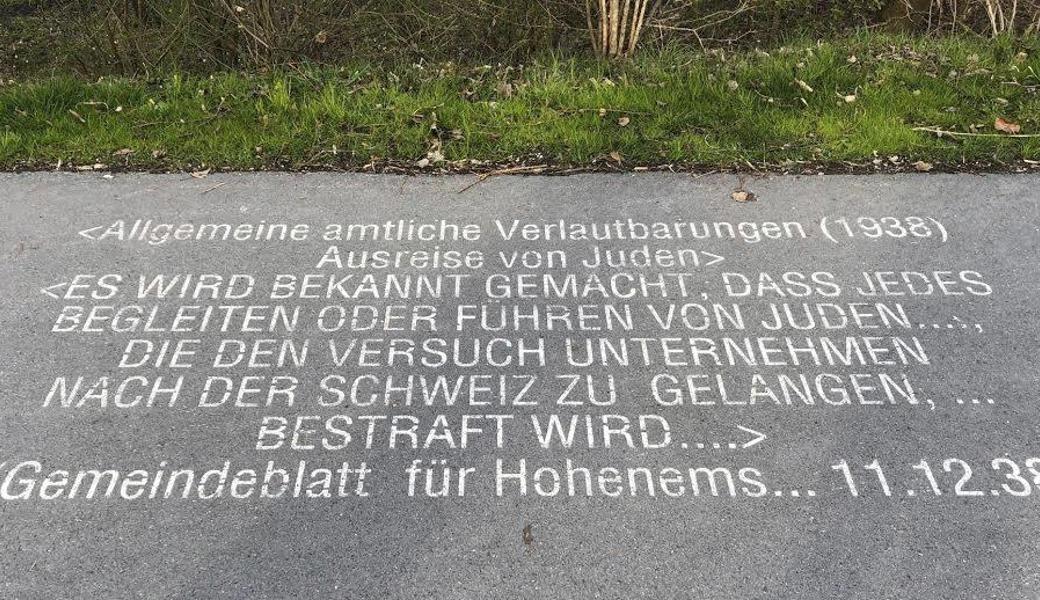 <Allgemeine amtliche Verlautbarungen (1938)
Ausreise von Juden>
<ES WIRD BEKANNT GEMACHT, DASS JEDES
BEGLEITEN ODER FÜHREN VON JUDEN....,
DIE DEN VERSUCH UNTERNEHMEN
NACH DER SCHWEIZ ZU GELANGEN, ...
BESTRAFT WIRD....>
(Gemeindeblatt für Hohenems... 11.12.38